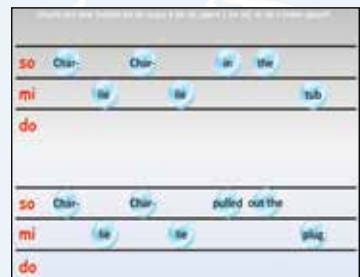 so Char- Char- in the
mi lie lie tub
do
so Char- Char- pulled out the
mi lie lie plug
do